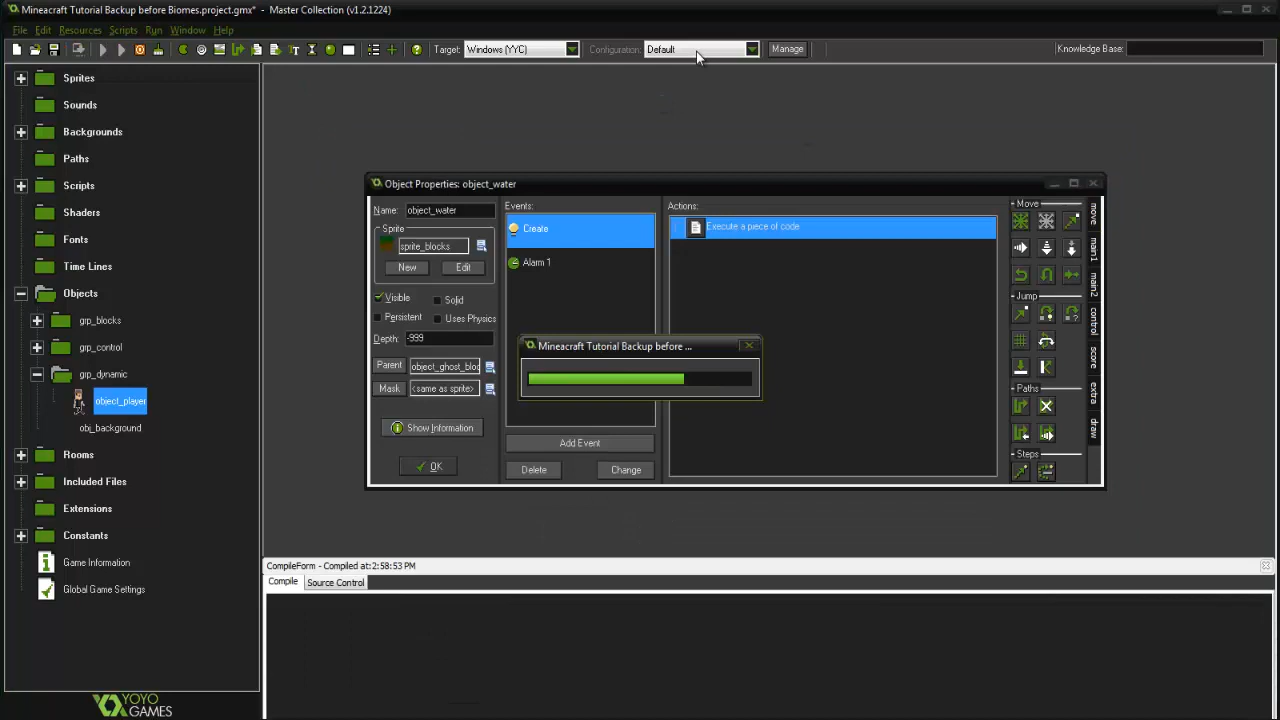 Mineacraft Tutorial Backup before Biomes.project.gmx* - Master Collection (v1.2.1224)
File Edit Resources Scripts Run Window Help
Target: Windows (YYC) Configuration: Default Manage Knowledge Base:
Sprites
Sounds
Backgrounds
Paths
Scripts
Shaders
Fonts
Time Lines
Objects
grp_blocks
grp_control
grp_dynamic
object_player
obj_background
Rooms
Included Files
Extensions
Constants
Game Information
Global Game Settings
YOYO
GAMES
Object Properties: object_water
Name: object_water
Sprite
sprite_blocks
New Edit
Visible Solid
Persistent Uses Physics
Depth: -999
Parent object_ghost_bloc
Mask <same as sprite>
Show Information
OK
Events:
Create
Alarm 1
Add Event
Delete Change
Actions:
Execute a piece of code
Move
Jump
Paths
Steps
move
main1
main2
control
score
extra
draw
Mineacraft Tutorial Backup before ...
CompileForm - Compiled at:2:58:53 PM
Compile Source Control